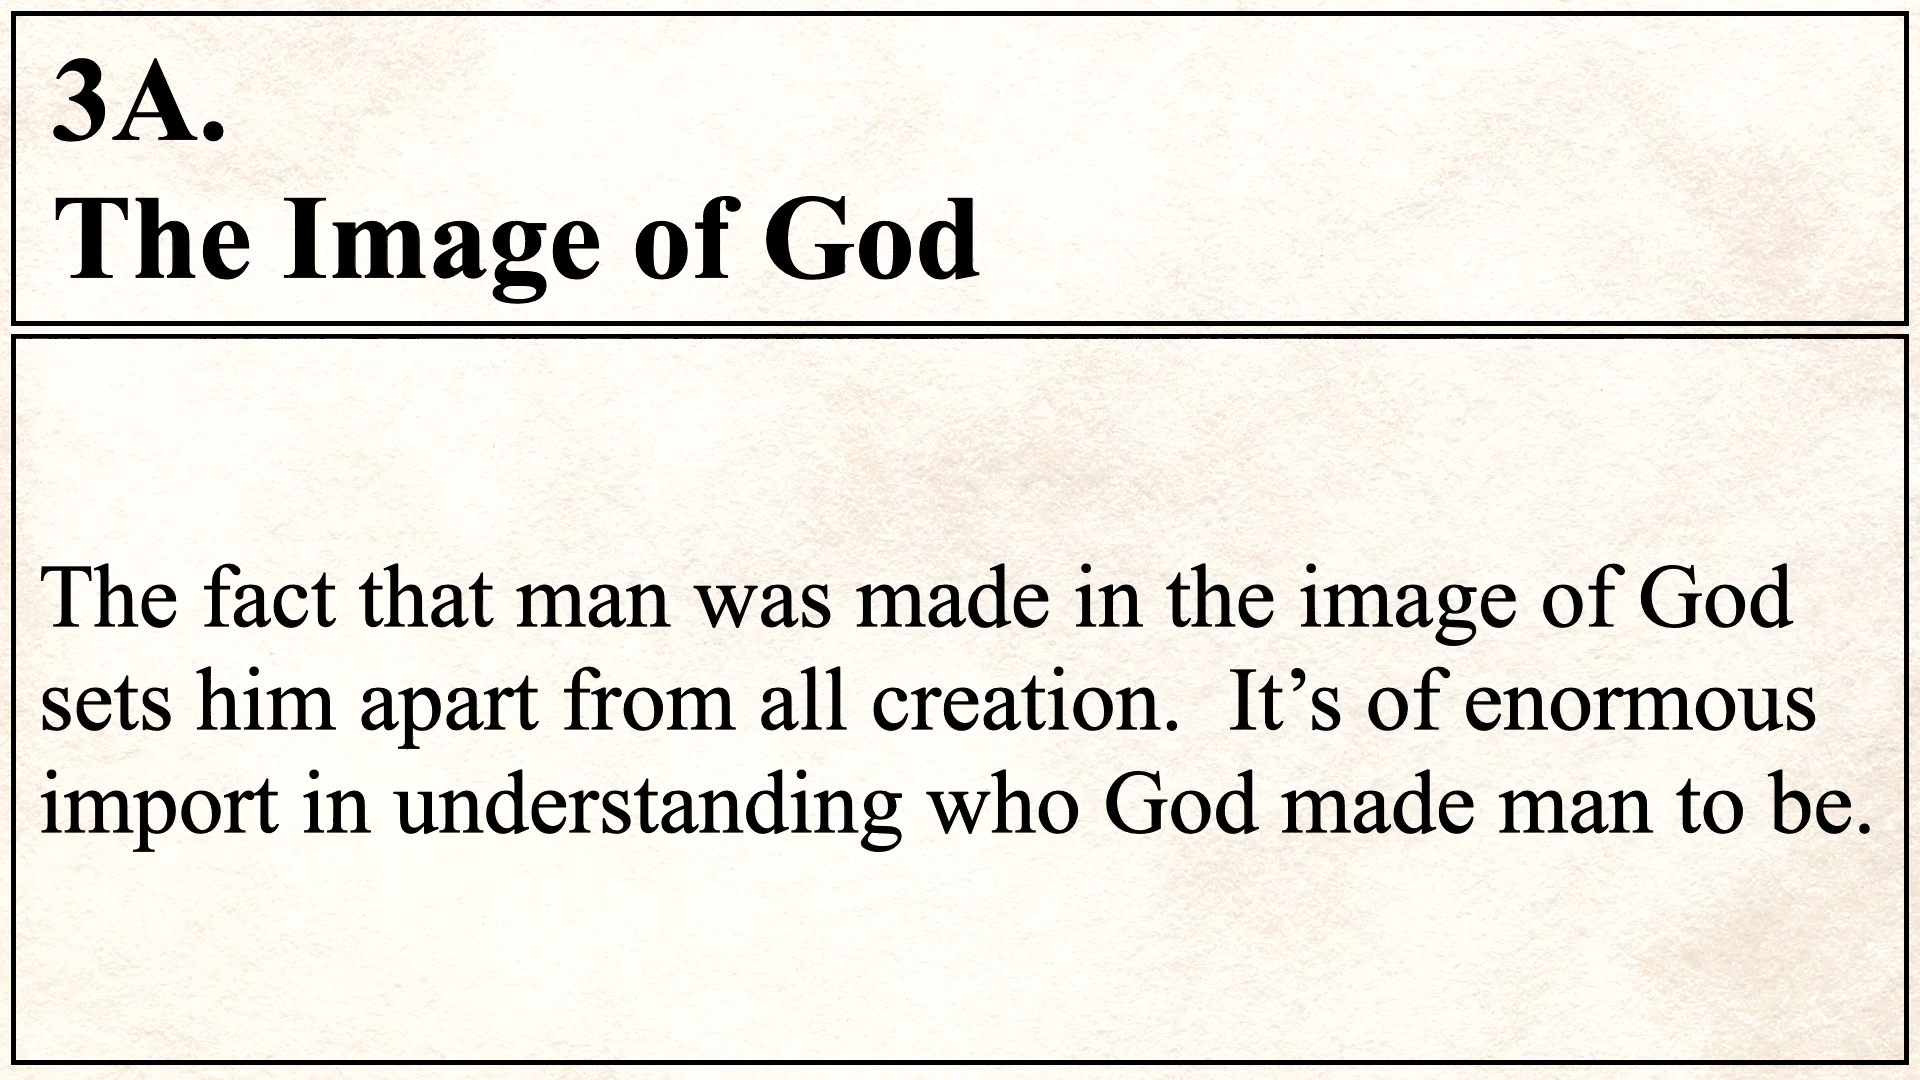 3A.
The Image of God
The fact that man was made in the image of God
sets him apart from all creation.  It’s of enormous
import in understanding who God made man to be.